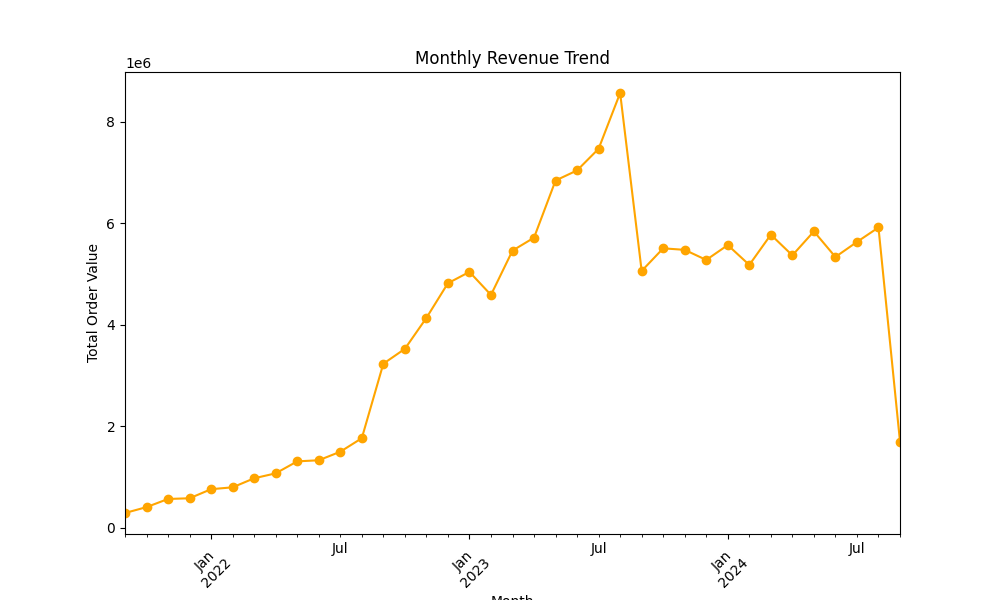 Monthly Revenue Trend
1e6
8
6
4
2
0
Total Order Value
Jan
2022
Jul
Jan
2023
Jul
Jan
2024
Jul
Month